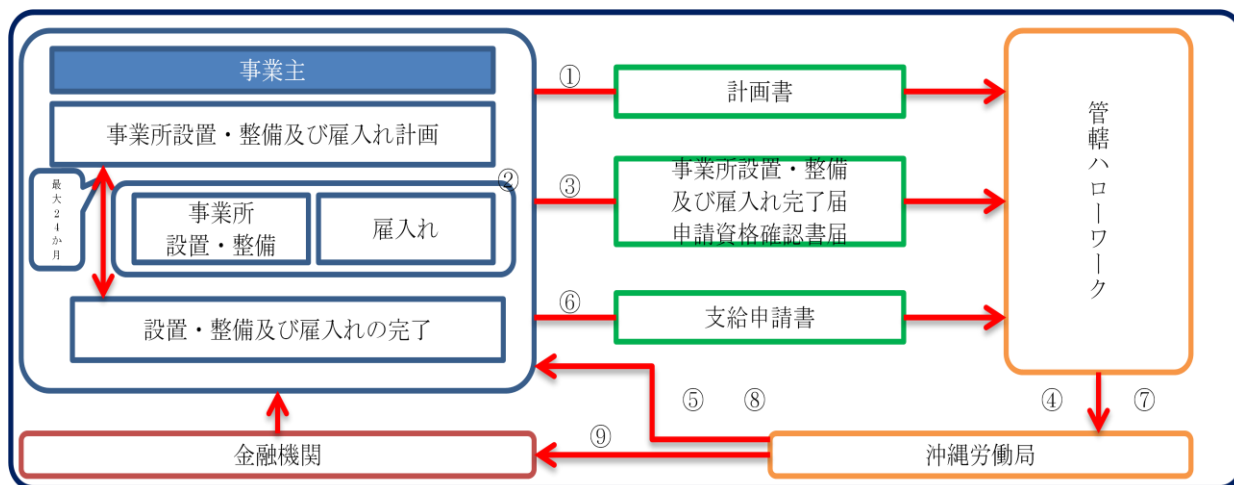 事業主
事業所設置・整備及び雇入れ計画
最大24か月
②
事業所
設置・整備
雇入れ
設置・整備及び雇入れの完了
①
計画書
③
事業所設置・整備
及び雇入れ完了届
申請資格確認書届
⑥
支給申請書
管轄ハローワーク
⑤
⑧
④
⑦
⑨
金融機関
沖縄労働局